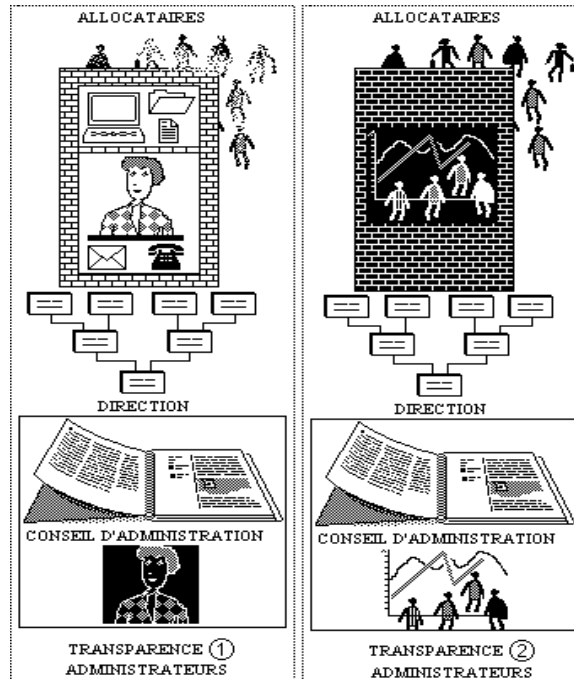 ALLOCATAIRES
DIRECTION
CONSEIL D'ADMINISTRATION
TRANSPARENCE 1
ADMINISTRATEURS
ALLOCATAIRES
DIRECTION
CONSEIL D'ADMINISTRATION
TRANSPARENCE 2
ADMINISTRATEURS